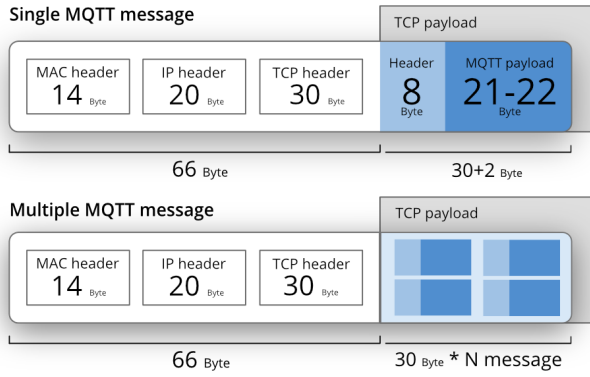 Single MQTT message
TCP payload
MAC header
14 Byte
IP header
20 Byte
TCP header
30 Byte
Header
8
Byte
MQTT payload
21-22
Byte
66 Byte
30+2 Byte
Multiple MQTT message
TCP payload
MAC header
14 Byte
IP header
20 Byte
TCP header
30 Byte
66 Byte
30 Byte * N message